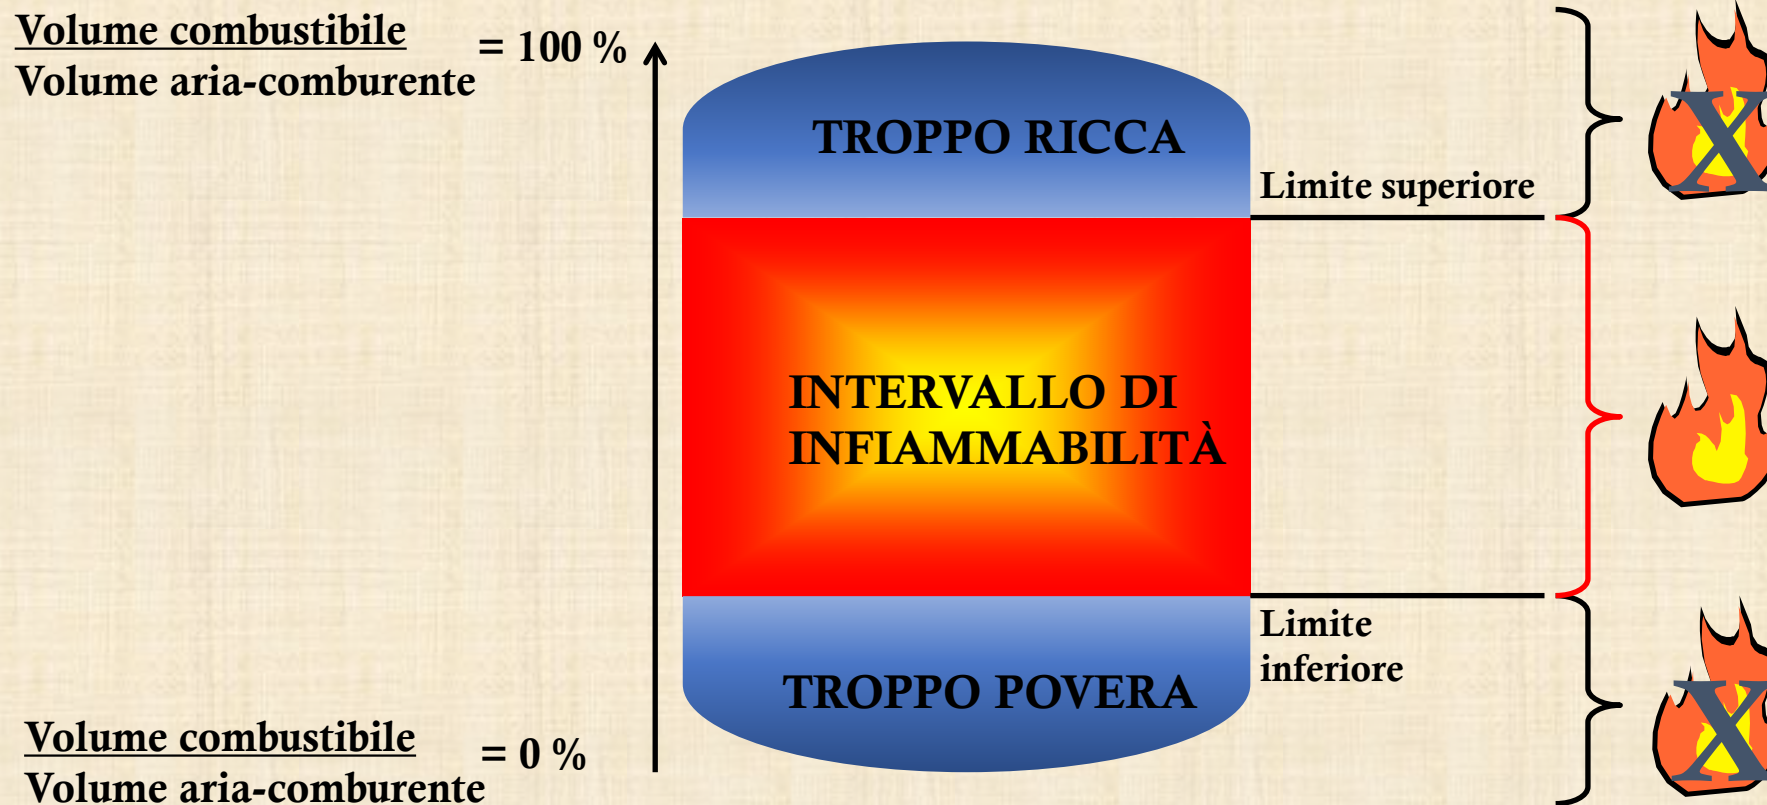 Volume combustibile
Volume aria-comburente
= 100 %
TROPPO RICCA
X
Limite superiore
INTERVALLO DI
INFIAMMABILITÀ
Limite
inferiore
TROPPO POVERA
X
Volume combustibile
Volume aria-comburente
= 0 %